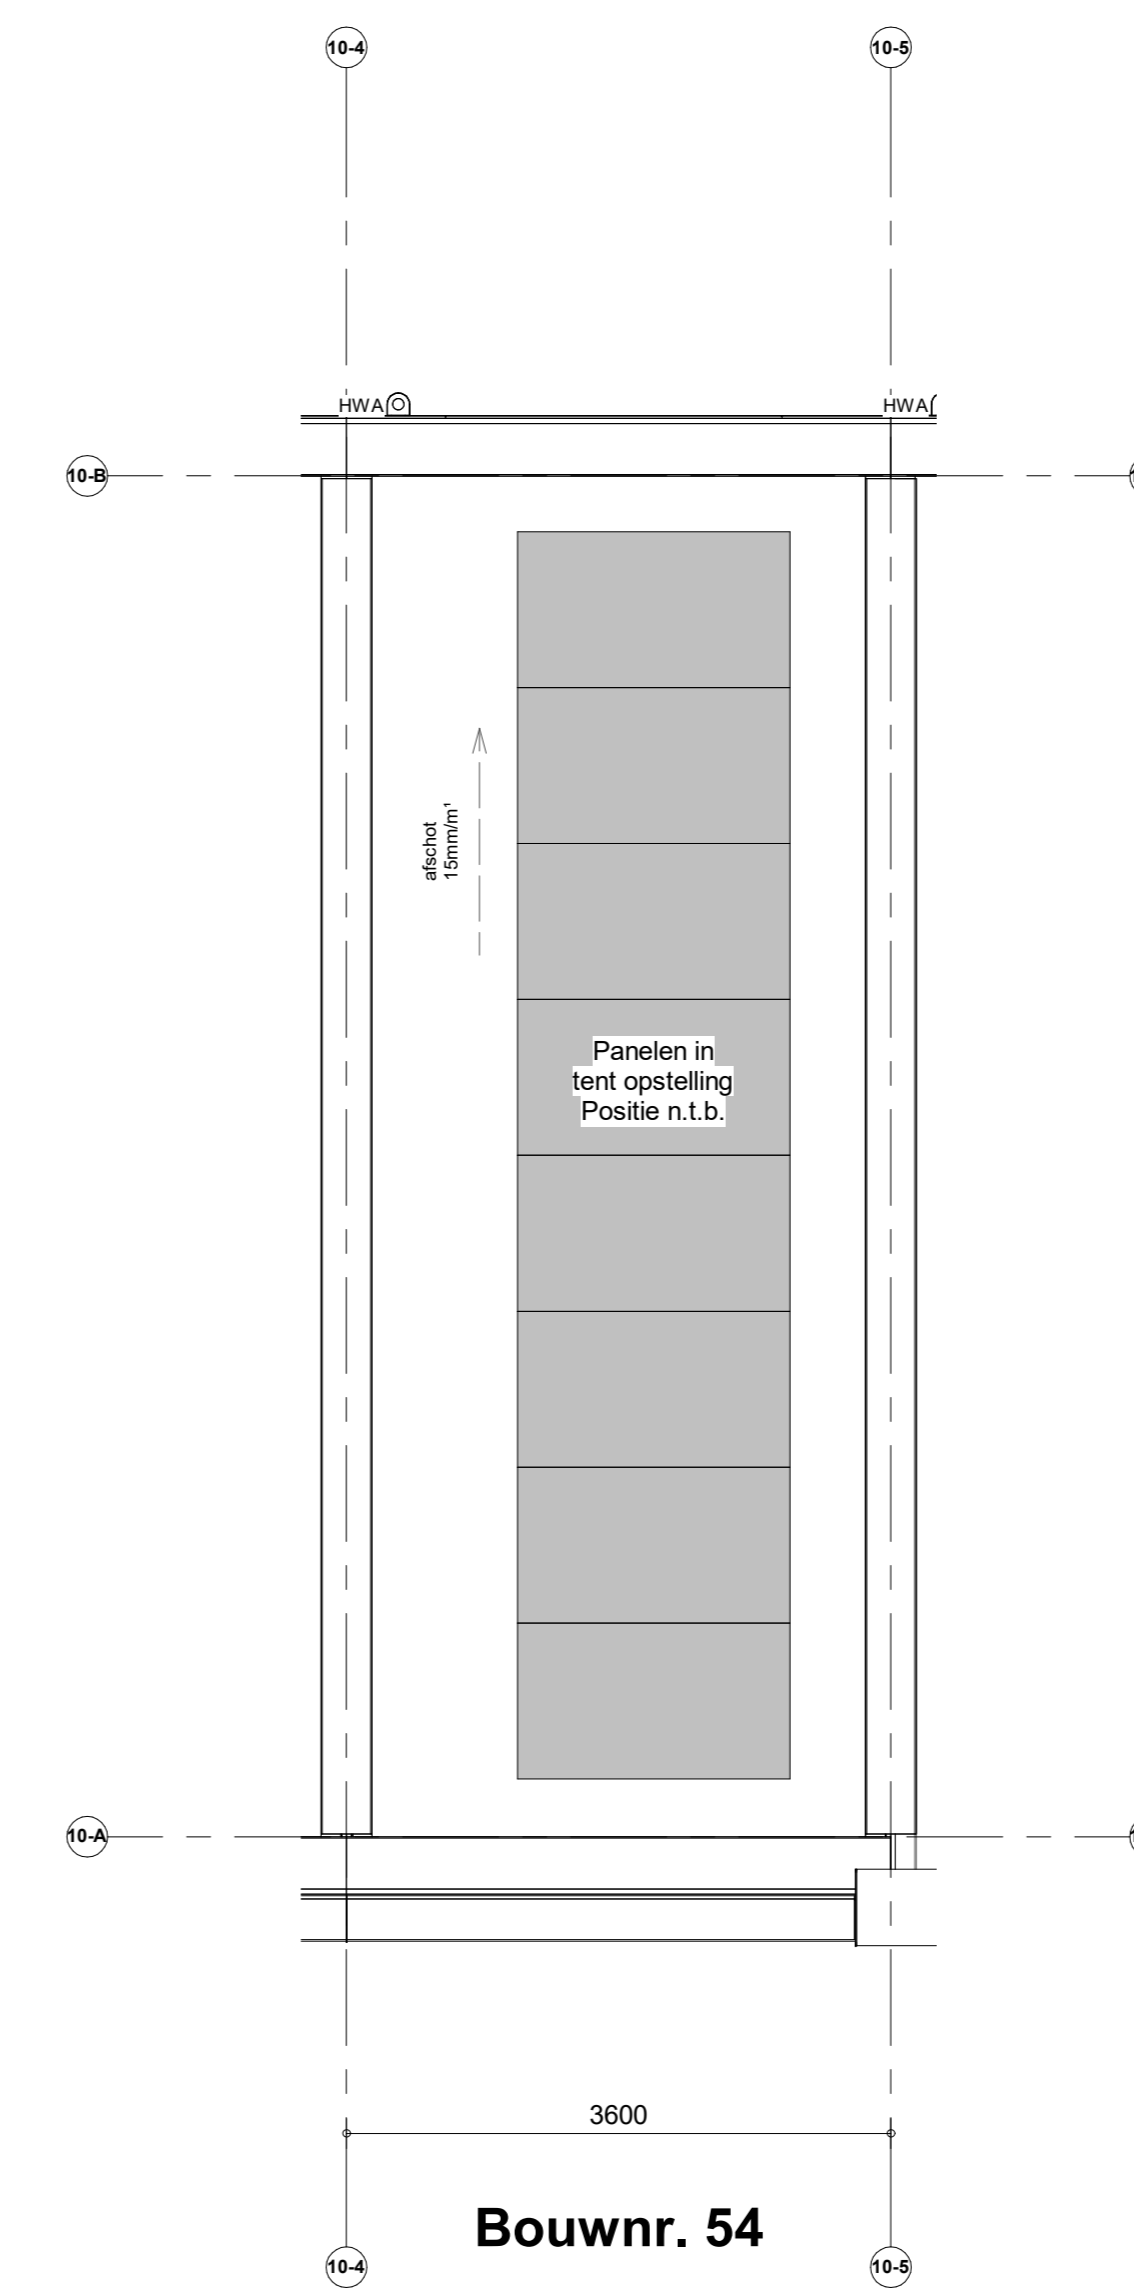 10-4 10-5
HWA HWA
10-B
afschot
15mm/m¹
Panelen in
tent opstelling
Positie n.t.b.
10-A
3600
Bouwnr. 54
10-4 10-5